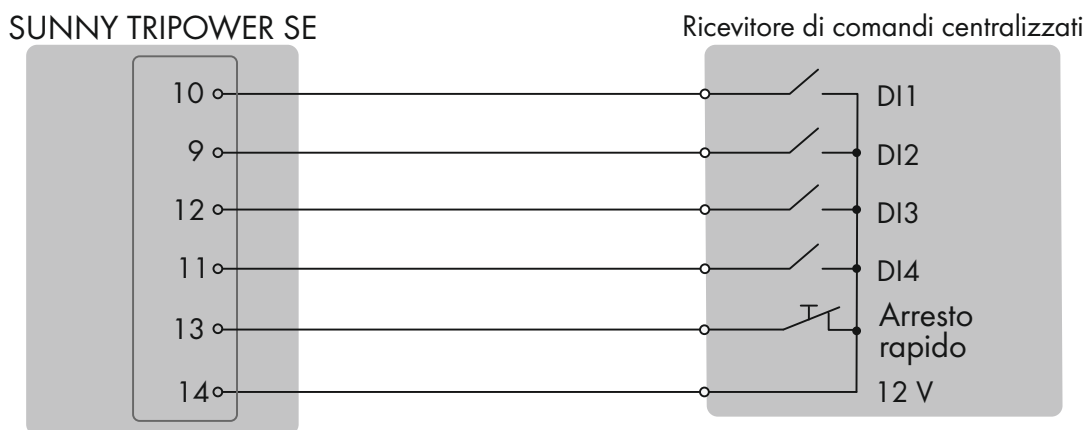 SUNNY TRIPOWER SE
Ricevitore di comandi centralizzati
10
DI1
9
DI2
12
DI3
11
DI4
13
Arresto
rapido
14
12 V